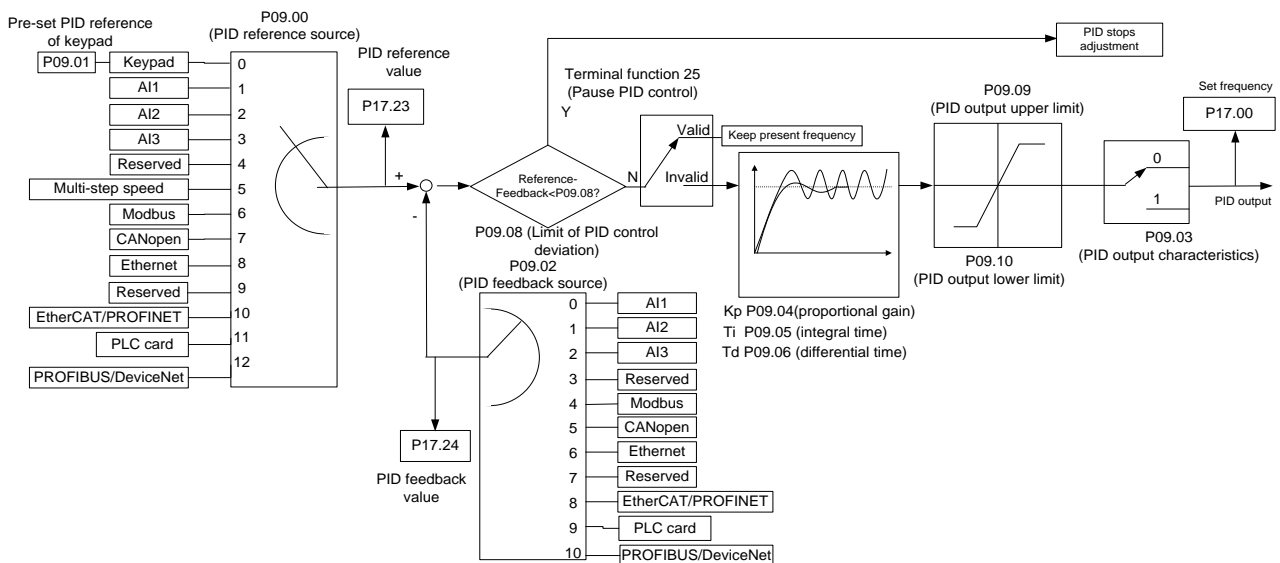 Pre-set PID reference
of keypad
P09.01
P09.00
(PID reference source)
Keypad
0
AI1
1
AI2
2
AI3
3
Reserved
4
Multi-step speed
5
Modbus
6
CANopen
7
Ethernet
8
Reserved
9
EtherCAT/PROFINET
10
PLC card
11
12
PROFIBUS/DeviceNet
PID reference
value
P17.23
+
-
P17.24
PID feedback
value
Reference-
Feedback<P09.08?
Y
N
P09.08 (Limit of PID control
deviation)
P09.02
(PID feedback source)
0
AI1
1
AI2
2
AI3
3
Reserved
4
Modbus
5
CANopen
6
Ethernet
7
Reserved
8
EtherCAT/PROFINET
9
PLC card
10
PROFIBUS/DeviceNet
Terminal function 25
(Pause PID control)
Valid
Invalid
Keep present frequency
PID stops
adjustment
Kp P09.04(proportional gain)
Ti P09.05 (integral time)
Td P09.06 (differential time)
P09.09
(PID output upper limit)
P09.10
(PID output lower limit)
0
1
P09.03
(PID output characteristics)
Set frequency
P17.00
PID output